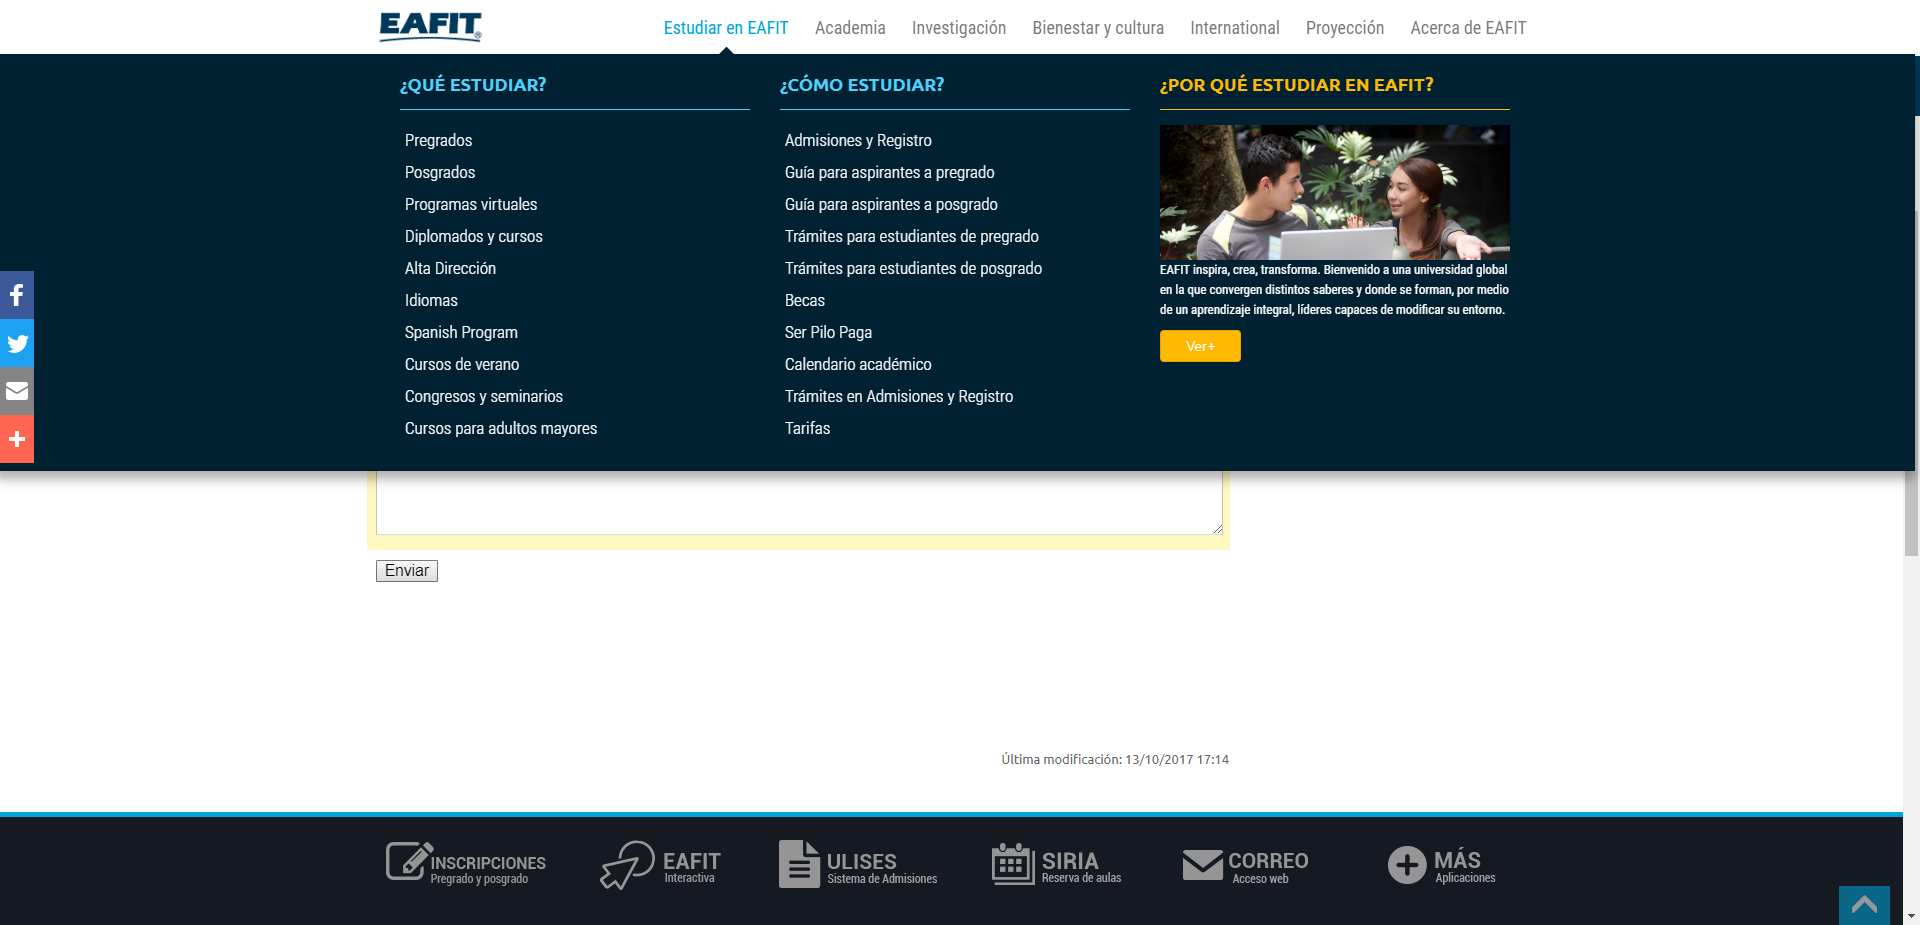 EAFIT®
Estudiar en EAFIT
Academia
Investigación
Bienestar y cultura
International
Proyección
Acerca de EAFIT
¿QUÉ ESTUDIAR?
Pregrados
Posgrados
Programas virtuales
Diplomados y cursos
Alta Dirección
Idiomas
Spanish Program
Cursos de verano
Congresos y seminarios
Cursos para adultos mayores
¿CÓMO ESTUDIAR?
Admisiones y Registro
Guía para aspirantes a pregrado
Guía para aspirantes a posgrado
Trámites para estudiantes de pregrado
Trámites para estudiantes de posgrado
Becas
Ser Pilo Paga
Calendario académico
Trámites en Admisiones y Registro
Tarifas
¿POR QUÉ ESTUDIAR EN EAFIT?
EAFIT inspira, crea, transforma. Bienvenido a una universidad global
en la que convergen distintos saberes y donde se forman, por medio
de un aprendizaje integral, líderes capaces de modificar su entorno.
Ver+
Enviar
Última modificación: 13/10/2017 17:14
INSCRIPCIONES
Pregrado y posgrado
EAFIT
Interactiva
ULISES
Sistema de Admisiones
SIRIA
Reserva de aulas
CORREO
Acceso web
MÁS
Aplicaciones